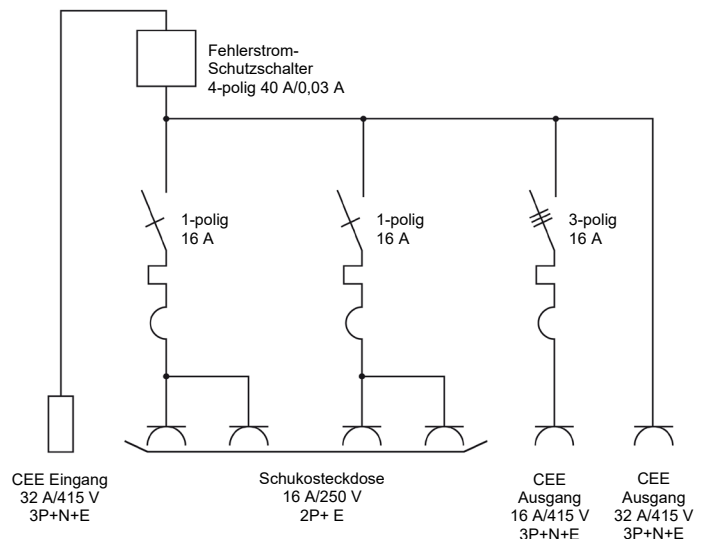 Fehlerstrom-
Schutzschalter
4-polig 40 A/0,03 A
1-polig
16 A
1-polig
16 A
3-polig
16 A
CEE Eingang
32 A/415 V
3P+N+E
Schukosteckdose
16 A/250 V
2P+ E
CEE
Ausgang
16 A/415 V
3P+N+E
CEE
Ausgang
32 A/415 V
3P+N+E